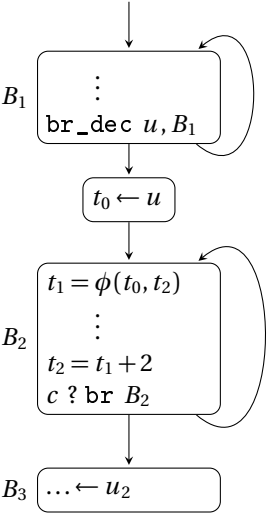 B₁
⋮
br_dec u, B₁
t₀ ← u
B₂
t₁ = ϕ(t₀, t₂)
⋮
t₂ = t₁ + 2
c ? br B₂
B₃ … ← u₂